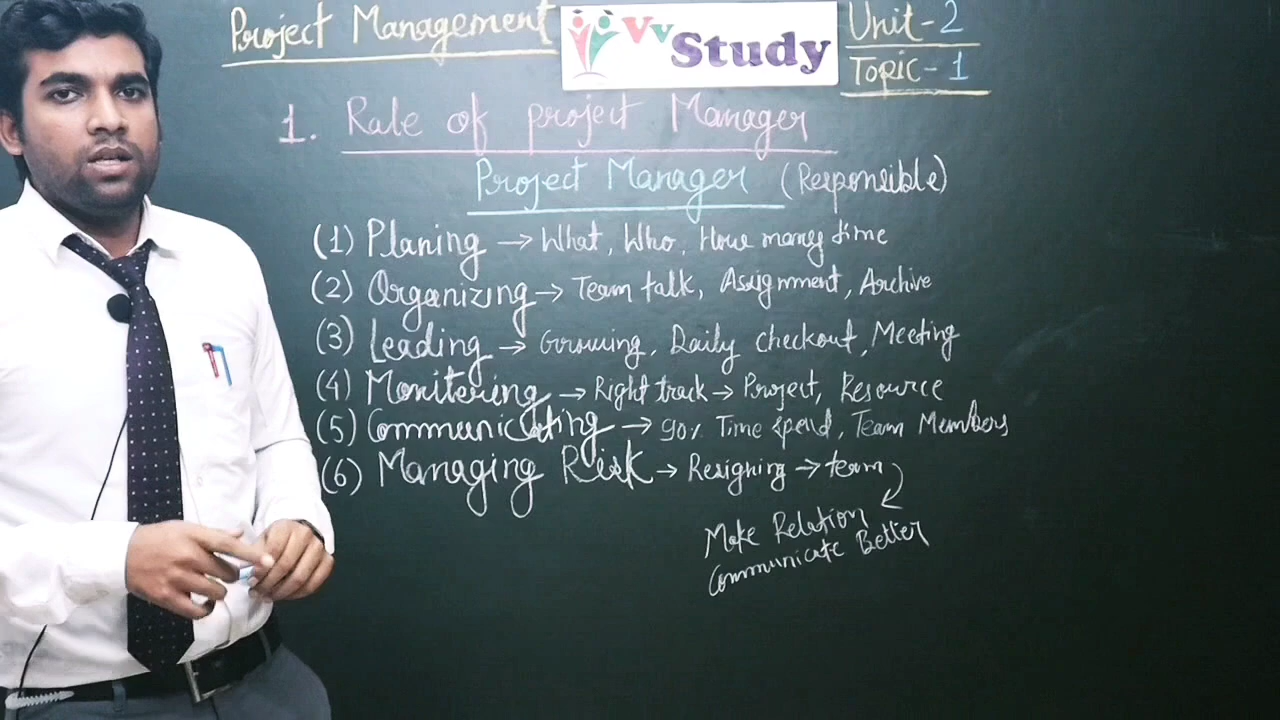 Project Management
Vv Study
Unit-2
Topic-1
1. Role of project Manager
Project Manager (Responsible)
(1) Planing → What, Who, How many time
(2) Organizing → Team talk, Assignment, Archive
(3) Leading → Growing, Daily checkout, Meeting
(4) Monitering → Right track → Project, Resource
(5) Communicating → 90% Time spend, Team Members
(6) Managing Risk → Resigning → team
Make Relation
Communicate Better